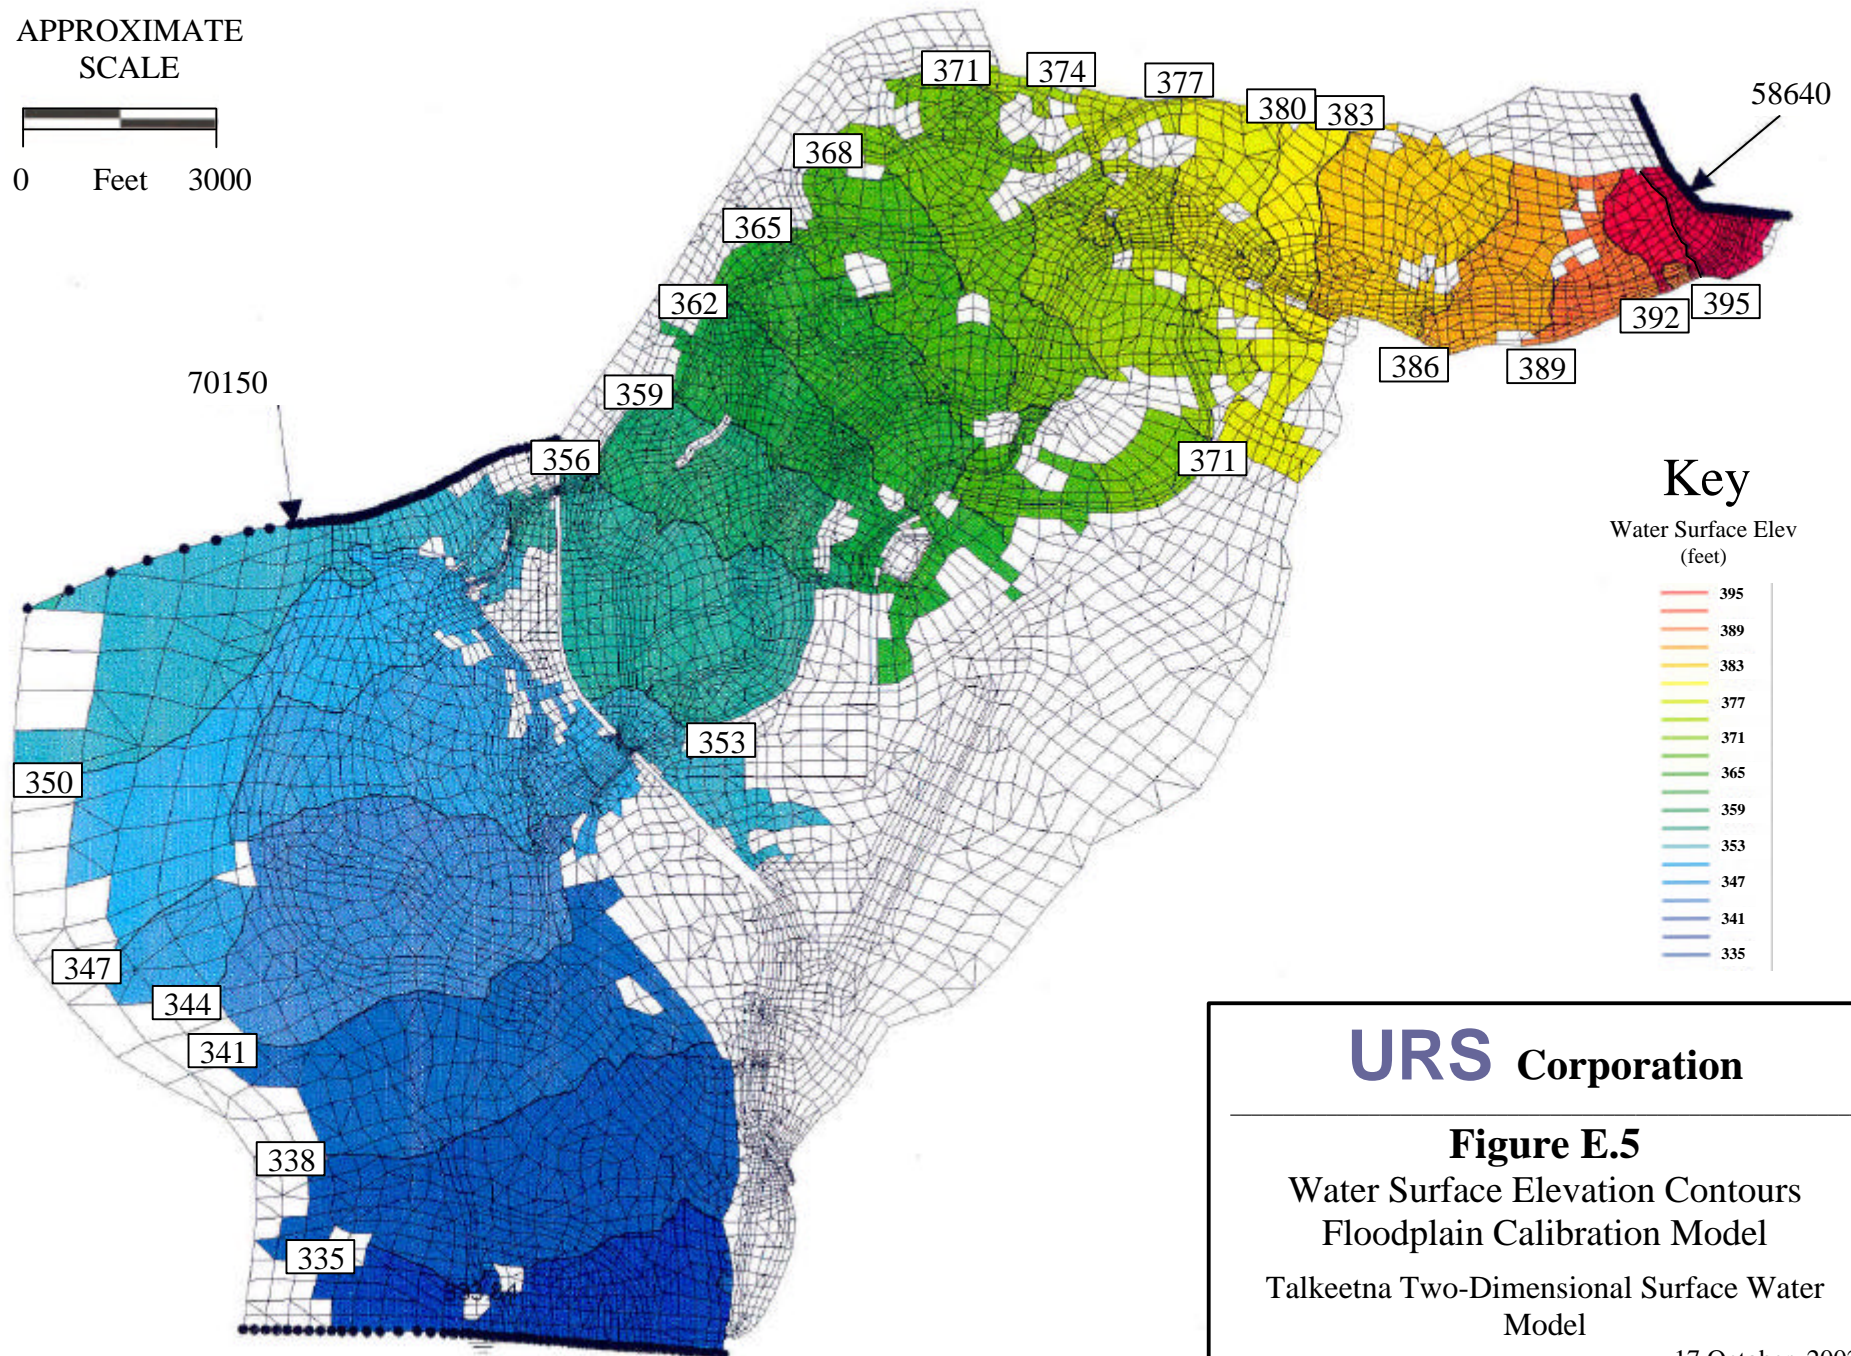 APPROXIMATE
SCALE
0 Feet 3000
371
374
377
380
383
58640
368
365
362
359
356
70150
395
392
389
386
371
353
350
347
344
341
338
335
Key
Water Surface Elev
(feet)
395
389
383
377
371
365
359
353
347
341
335
URS Corporation
Figure E.5
Water Surface Elevation Contours
Floodplain Calibration Model
Talkeetna Two-Dimensional Surface Water
Model
17 October